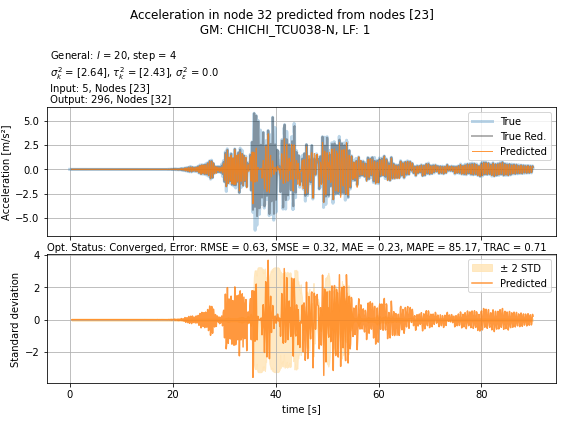 Acceleration in node 32 predicted from nodes [23]
GM: CHICHI_TCU038-N, LF: 1
General: l = 20, step = 4
σ²ₖ = [2.64], τ²ₖ = [2.43], σ²ε = 0.0
Input: 5, Nodes [23]
Output: 296, Nodes [32]
Acceleration [m/s²]
5.0
2.5
0.0
−2.5
−5.0
True
True Red.
Predicted
Opt. Status: Converged, Error: RMSE = 0.63, SMSE = 0.32, MAE = 0.23, MAPE = 85.17, TRAC = 0.71
Standard deviation
4
2
0
−2
± 2 STD
Predicted
0 20 40 60 80
time [s]